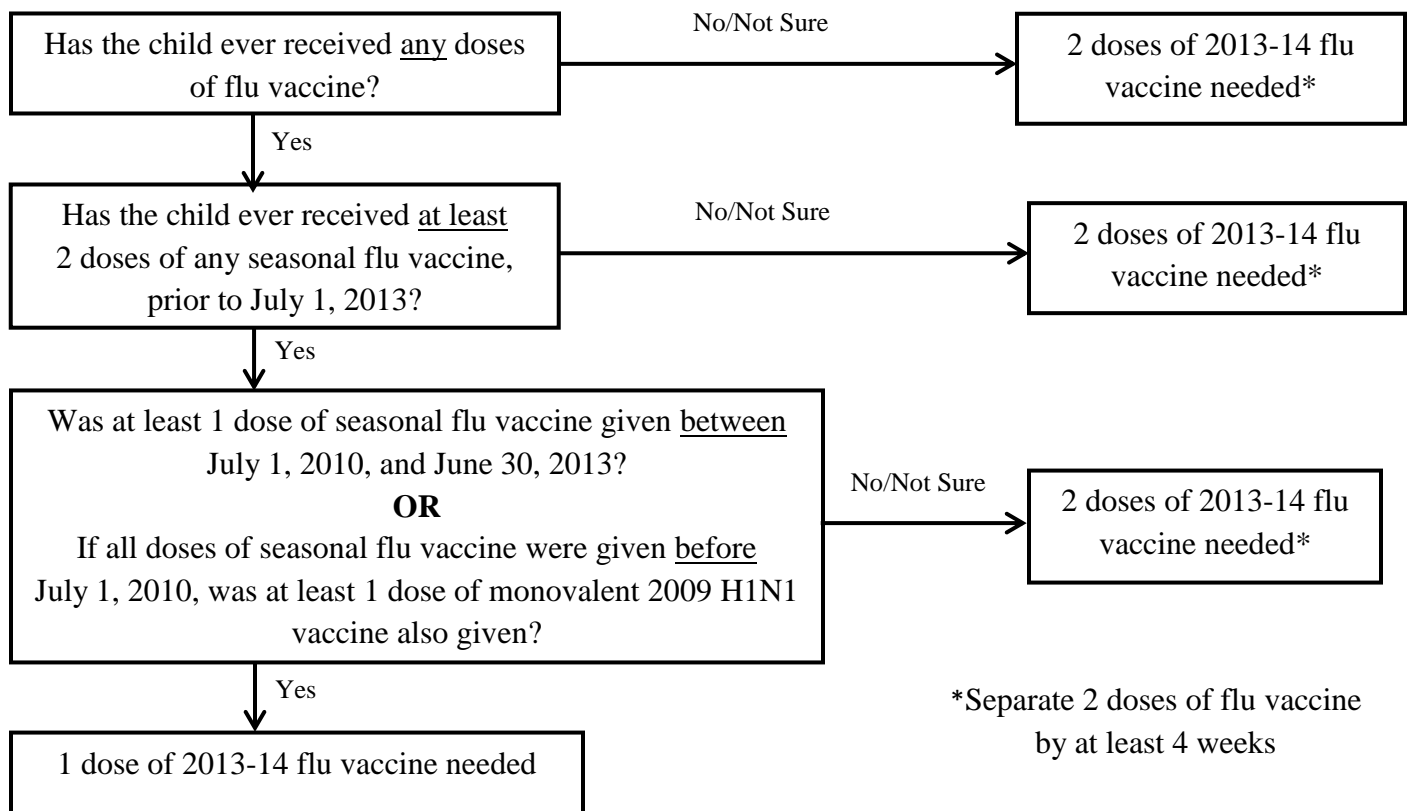 Has the child ever received any doses
of flu vaccine?
No/Not Sure
2 doses of 2013-14 flu
vaccine needed*
Yes
Has the child ever received at least
2 doses of any seasonal flu vaccine,
prior to July 1, 2013?
No/Not Sure
2 doses of 2013-14 flu
vaccine needed*
Yes
Was at least 1 dose of seasonal flu vaccine given between
July 1, 2010, and June 30, 2013?
OR
If all doses of seasonal flu vaccine were given before
July 1, 2010, was at least 1 dose of monovalent 2009 H1N1
vaccine also given?
No/Not Sure
2 doses of 2013-14 flu
vaccine needed*
Yes
1 dose of 2013-14 flu vaccine needed
*Separate 2 doses of flu vaccine
by at least 4 weeks